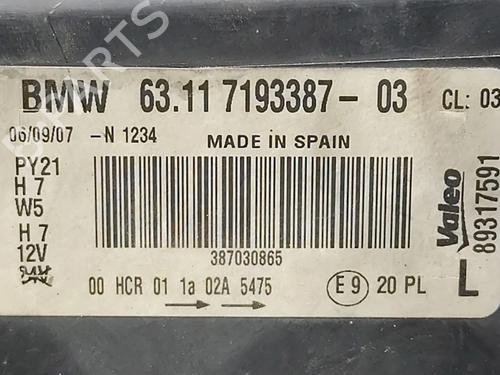 BMW 63.11 7193387- 03 CL: 03
06/09/07 -N 1234
MADE iN SPAIN
PY21
H 7
W5
H 7
12V
24V
387030865
00 HCR 01 1a 02A 5475
E 9 20 PL
Valeo
89317591
L
PARTS